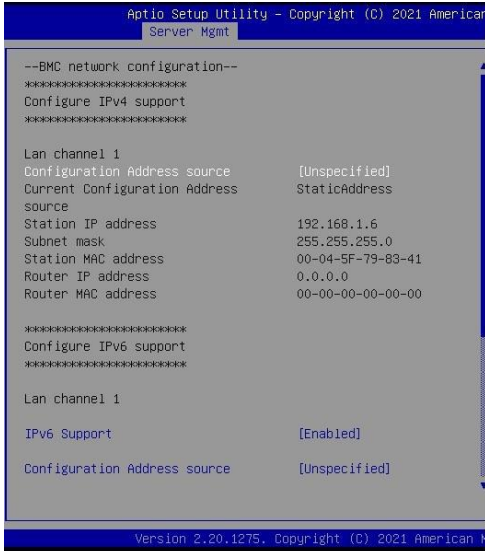 Aptio Setup Utility – Copyright (C) 2021 American
Server Mgmt
--BMC network configuration--
************************
Configure IPv4 support
************************
Lan channel 1
Configuration Address source [Unspecified]
Current Configuration Address StaticAddress
source
Station IP address 192.168.1.6
Subnet mask 255.255.255.0
Station MAC address 00-04-5F-79-83-41
Router IP address 0.0.0.0
Router MAC address 00-00-00-00-00-00
************************
Configure IPv6 support
************************
Lan channel 1
IPv6 Support [Enabled]
Configuration Address source [Unspecified]
Version 2.20.1275. Copyright (C) 2021 American